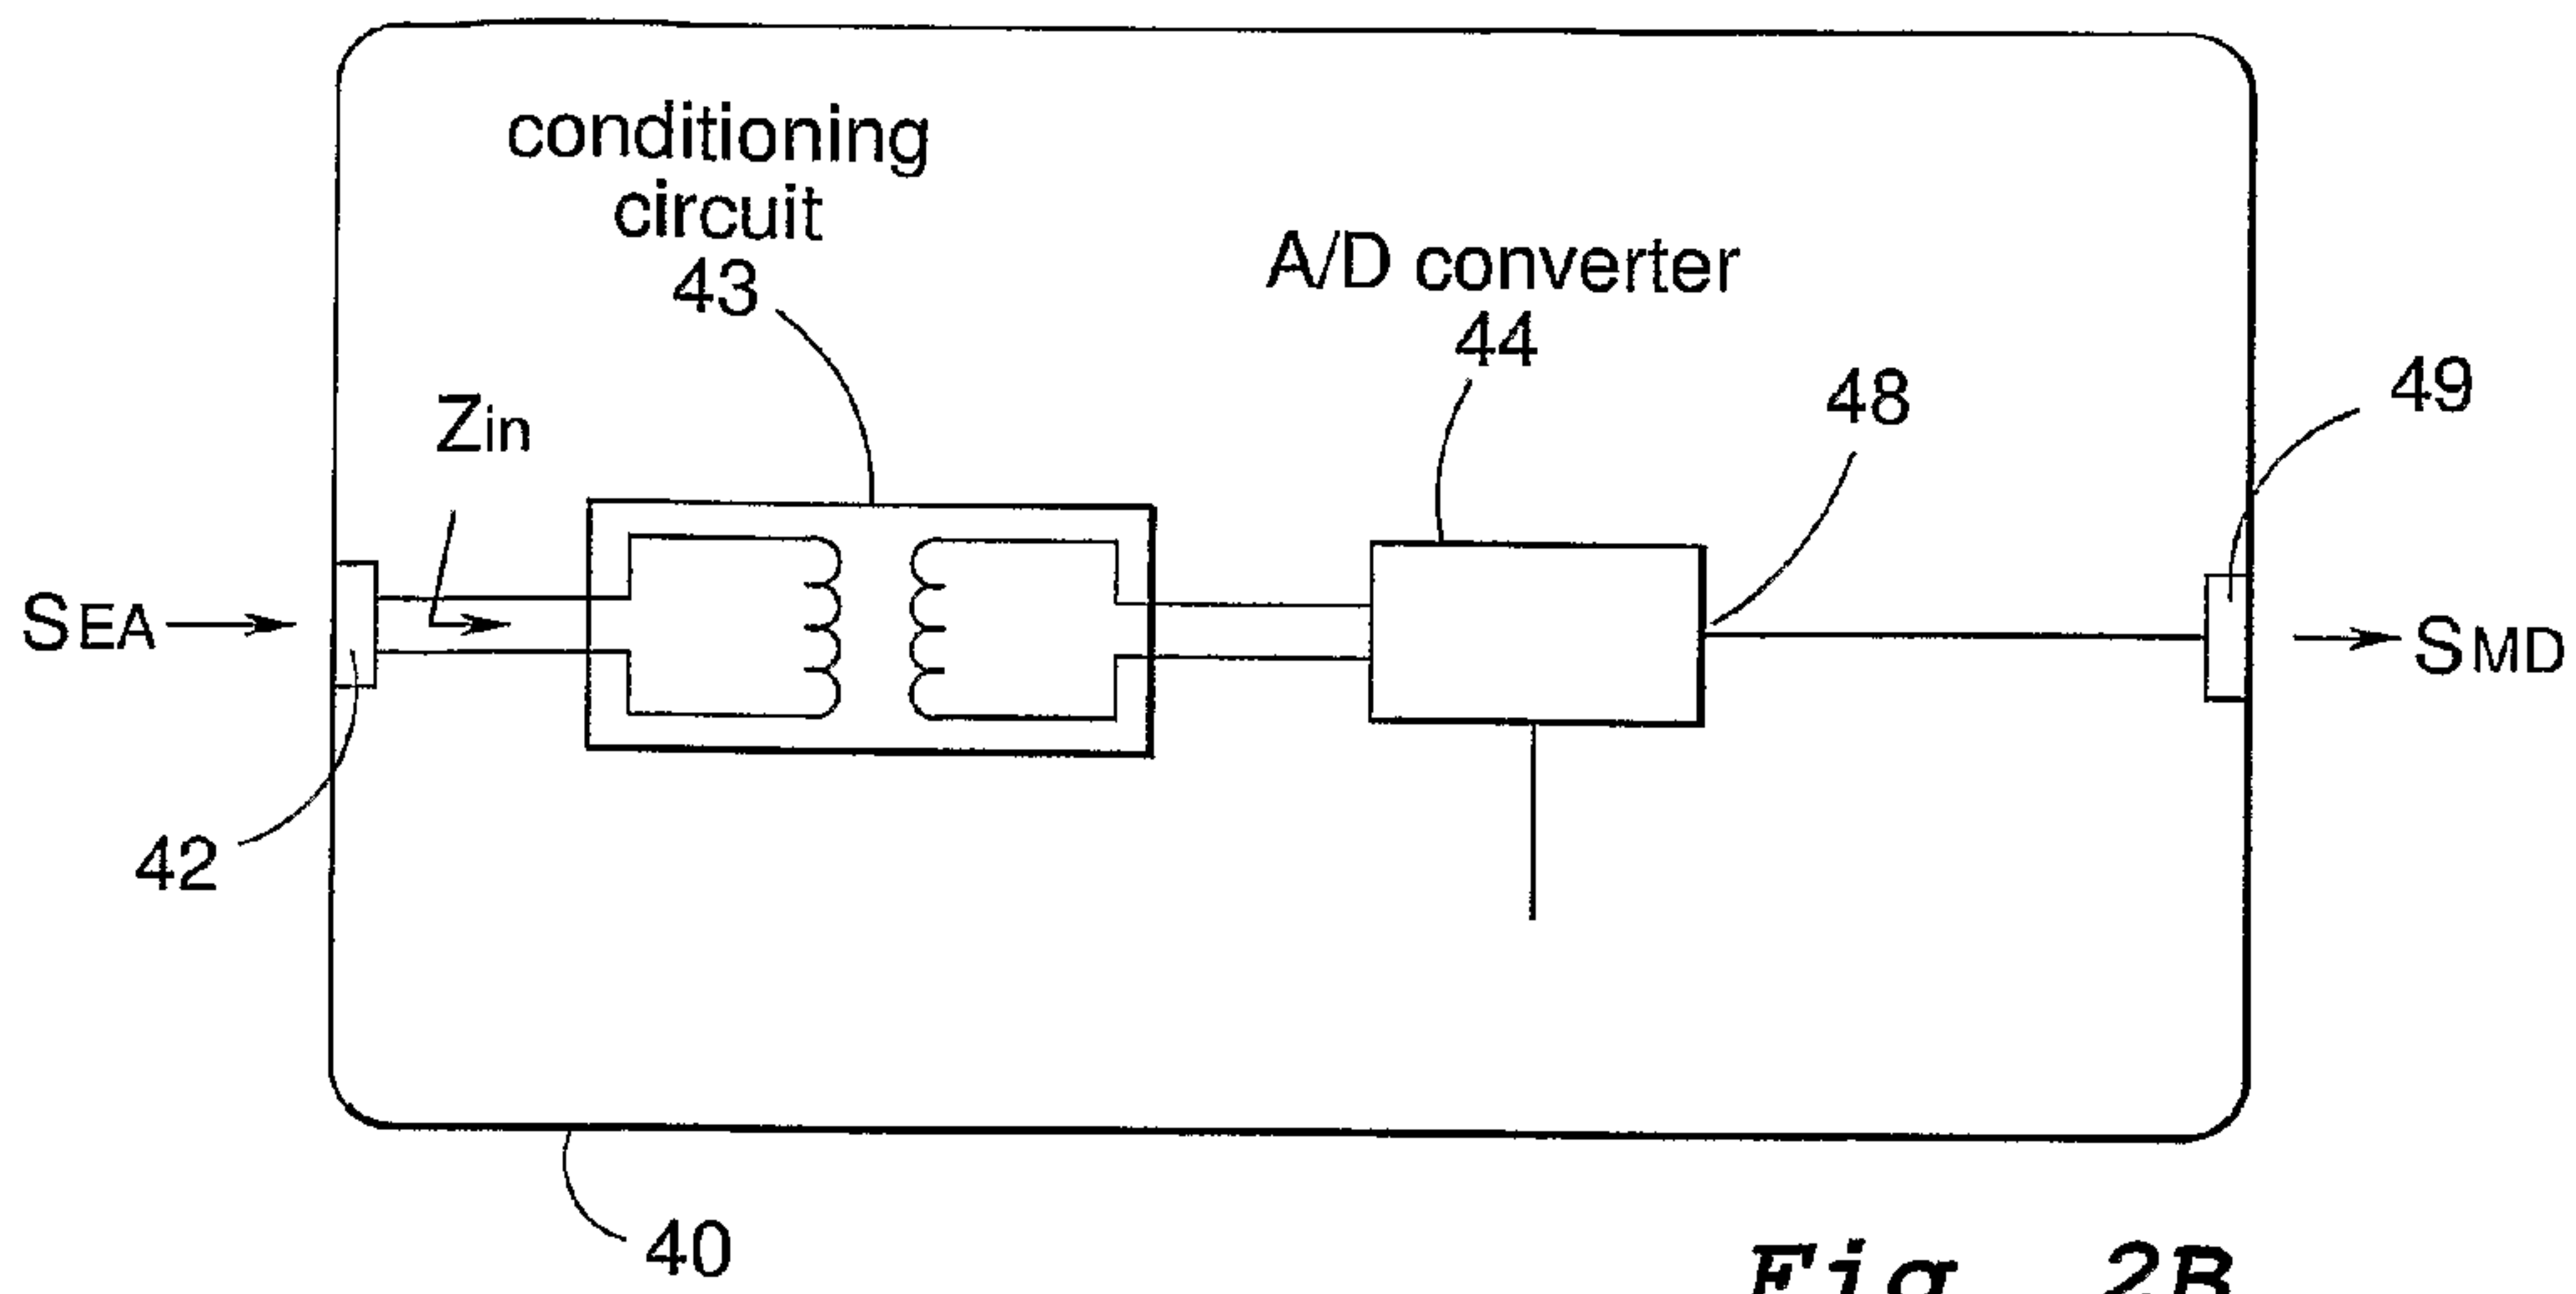 conditioning
circuit
43
A/D converter
44
48
49
Zin
SEA
SMD
42
40
Fig. 2B